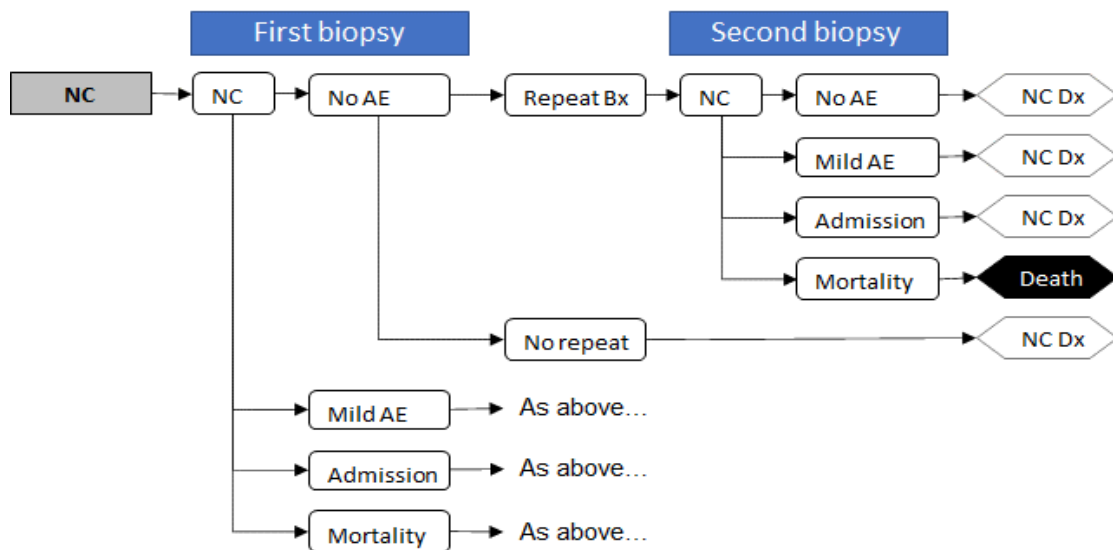 First biopsy
Second biopsy
NC
NC
No AE
Repeat Bx
NC
No AE
NC Dx
Mild AE
NC Dx
Admission
NC Dx
Mortality
Death
No repeat
NC Dx
Mild AE
As above...
Admission
As above...
Mortality
As above...